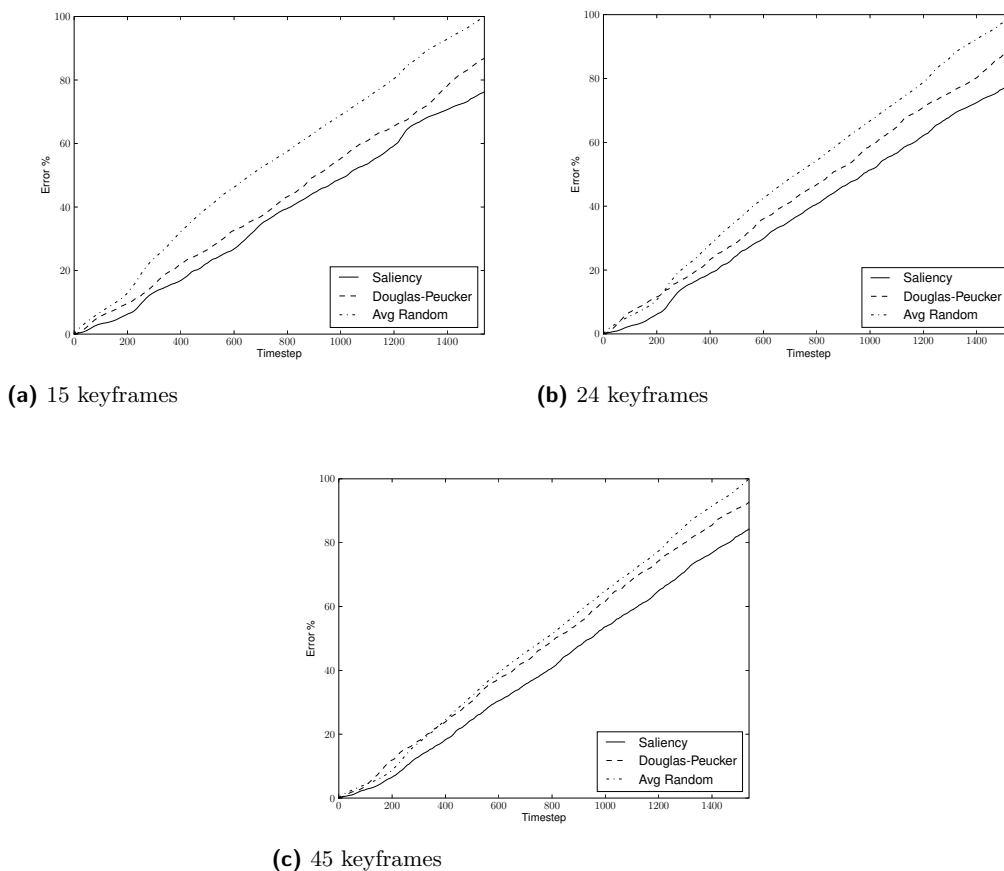 100
80
60
40
20
0
Error %
0 200 400 600 800 1000 1200 1400
Timestep
Saliency
Douglas-Peucker
Avg Random
(a) 15 keyframes
100
80
60
40
20
0
Error %
0 200 400 600 800 1000 1200 1400
Timestep
Saliency
Douglas-Peucker
Avg Random
(b) 24 keyframes
100
80
60
40
20
0
Error %
0 200 400 600 800 1000 1200 1400
Timestep
Saliency
Douglas-Peucker
Avg Random
(c) 45 keyframes